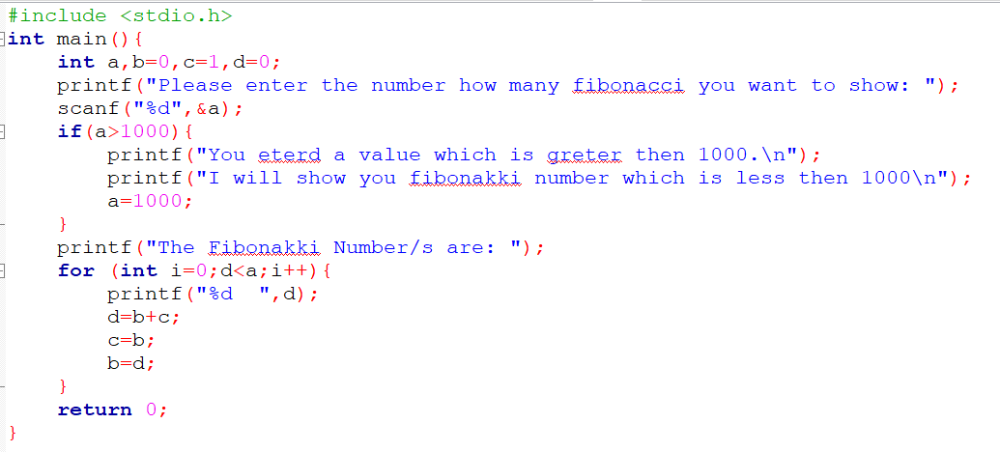 #include <stdio.h>
int main(){
    int a,b=0,c=1,d=0;
    printf("Please enter the number how many fibonacci you want to show: ");
    scanf("%d",&a);
    if(a>1000){
        printf("You eterd a value which is greter then 1000.\n");
        printf("I will show you fibonakki number which is less then 1000\n");
        a=1000;
    }
    printf("The Fibonakki Number/s are: ");
    for (int i=0;d<a;i++){
        printf("%d  ",d);
        d=b+c;
        c=b;
        b=d;
    }
    return 0;
}